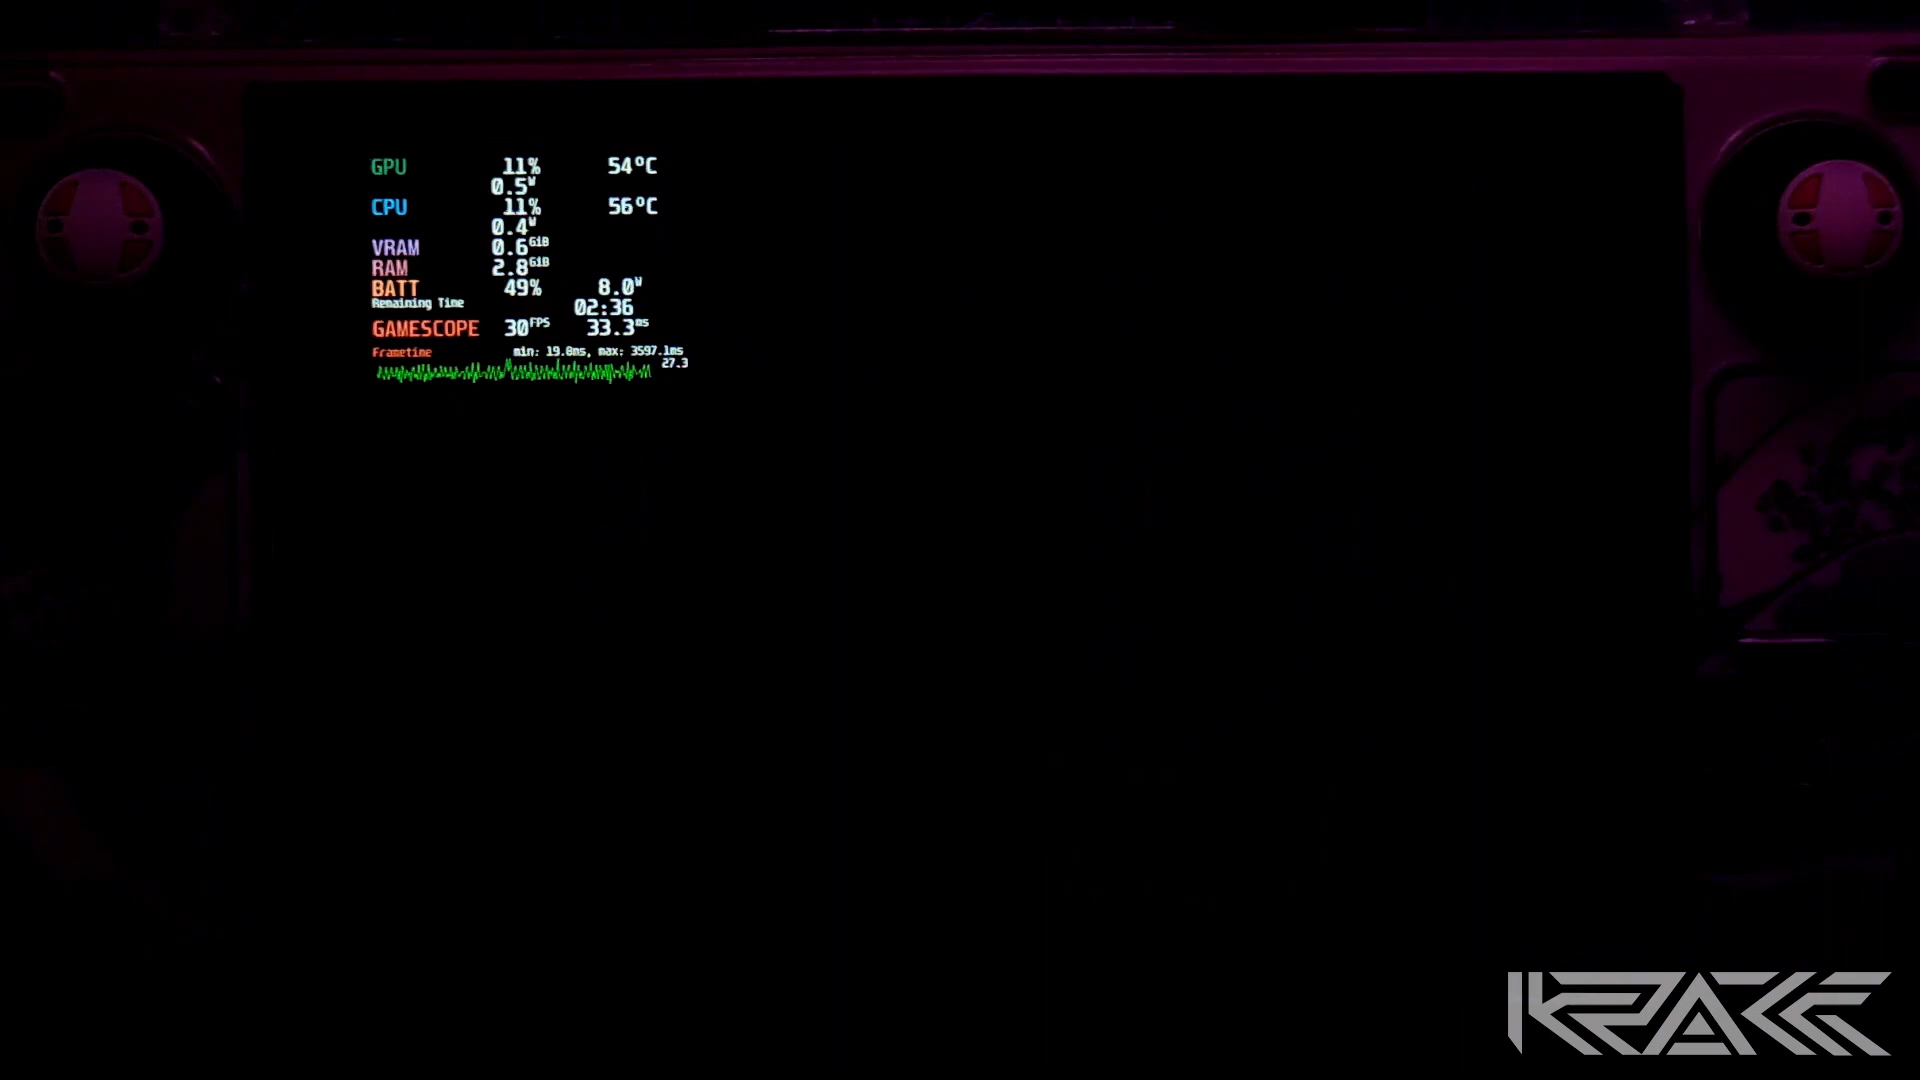 GPU 11% 54°C
0.5W
CPU 11% 56°C
0.4W
VRAM 0.6GiB
RAM 2.8GiB
BATT 49% 8.0W
Remaining Time 02:36
GAMESCOPE 30FPS 33.3ms
Frametime min: 19.8ms, max: 3597.1ms
27.3